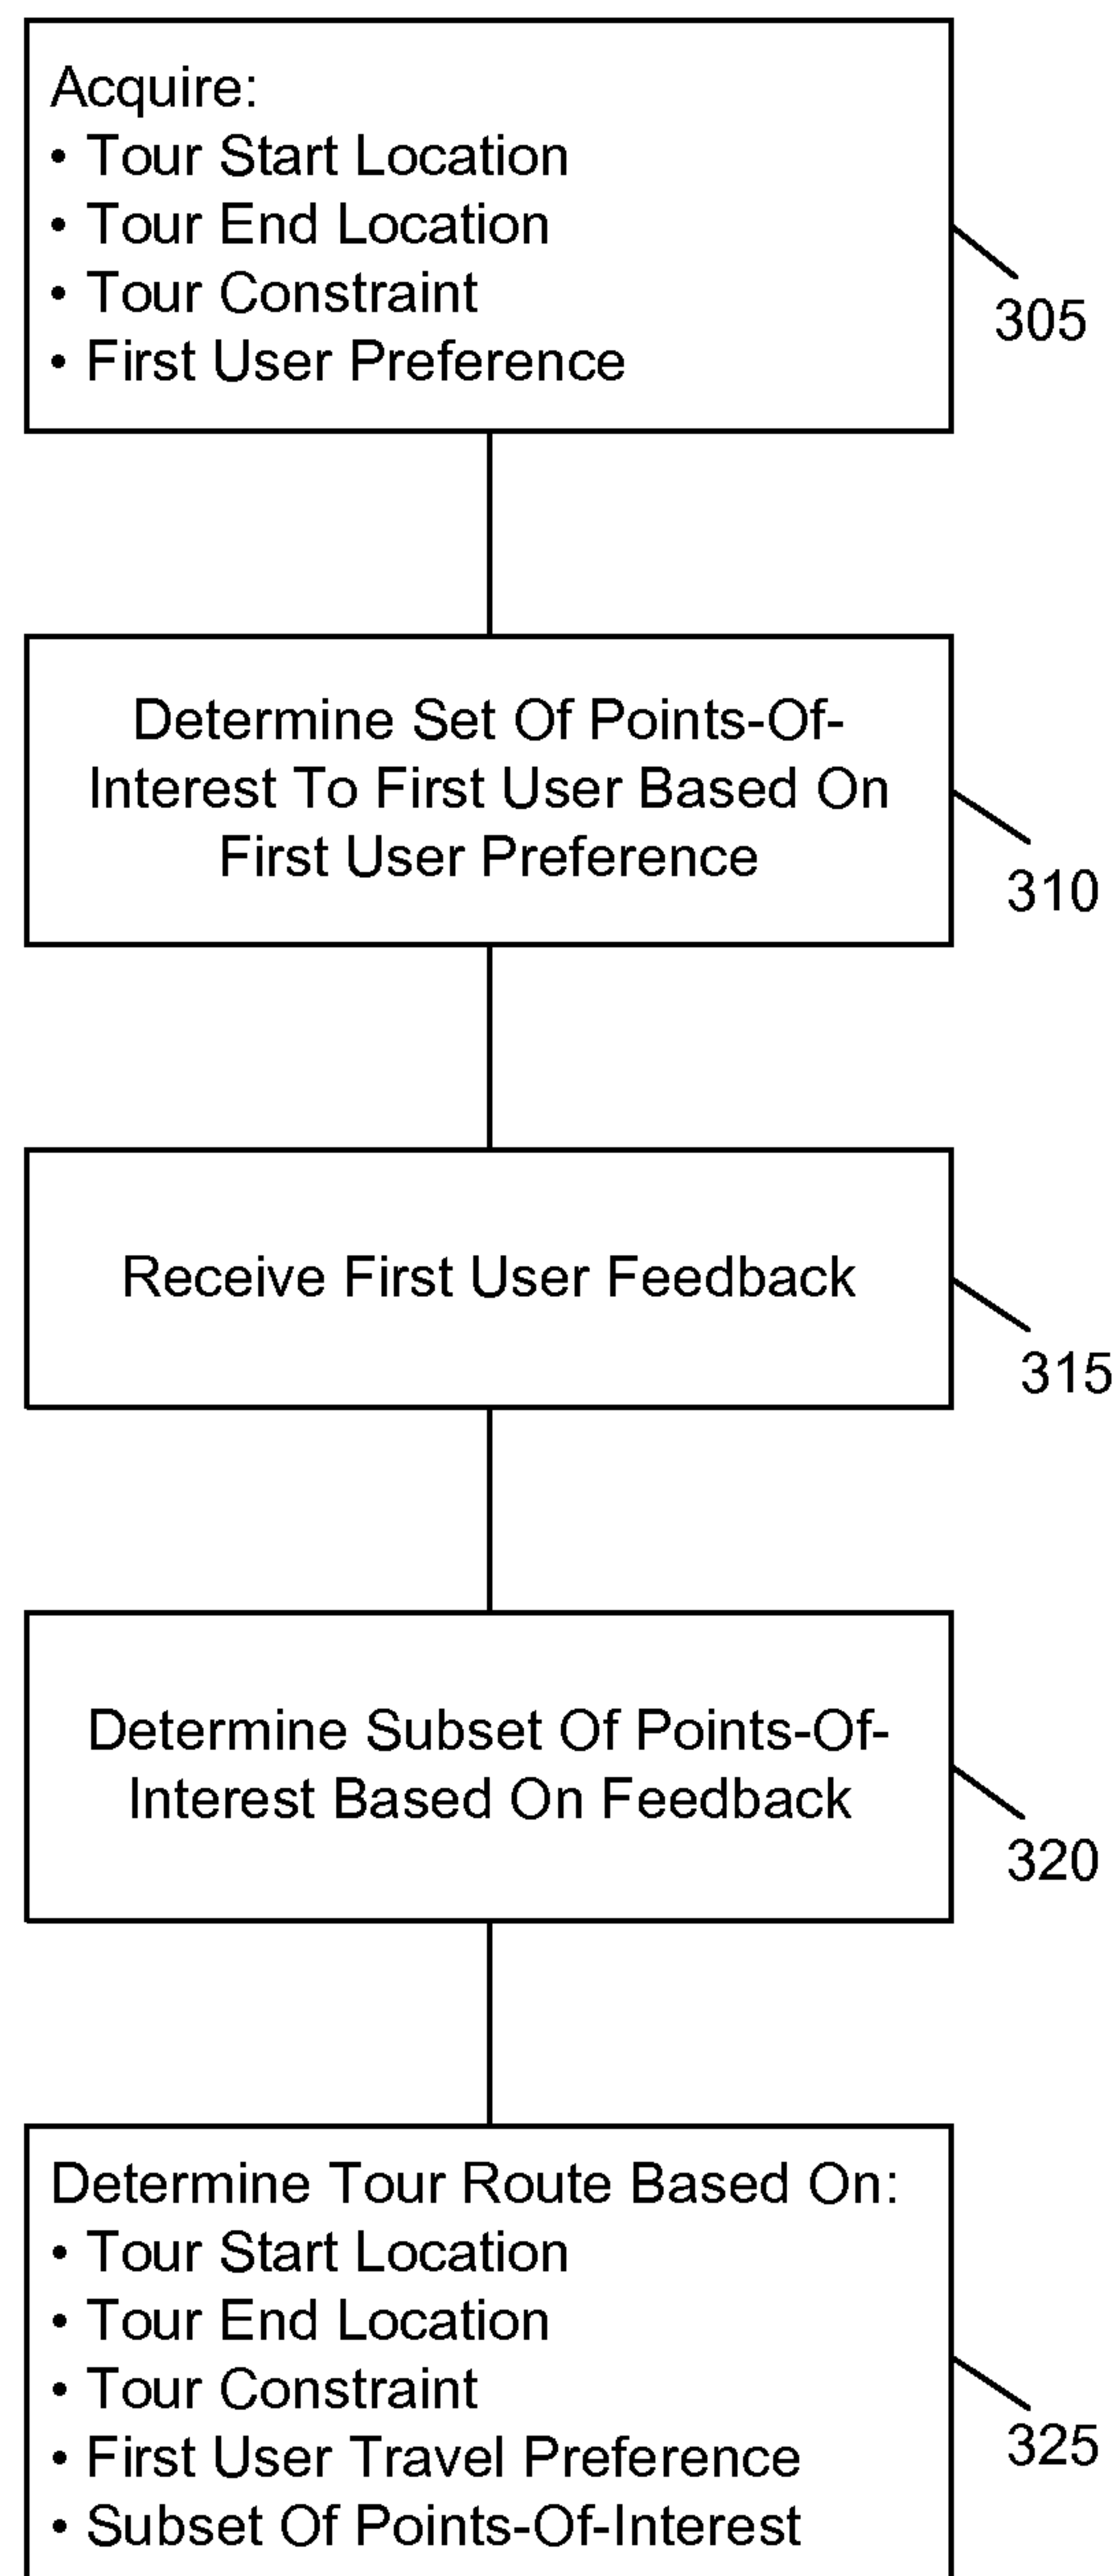 Acquire:
• Tour Start Location
• Tour End Location
• Tour Constraint
• First User Preference
305
Determine Set Of Points-Of-
Interest To First User Based On
First User Preference
310
Receive First User Feedback
315
Determine Subset Of Points-Of-
Interest Based On Feedback
320
Determine Tour Route Based On:
• Tour Start Location
• Tour End Location
• Tour Constraint
• First User Travel Preference
• Subset Of Points-Of-Interest
325